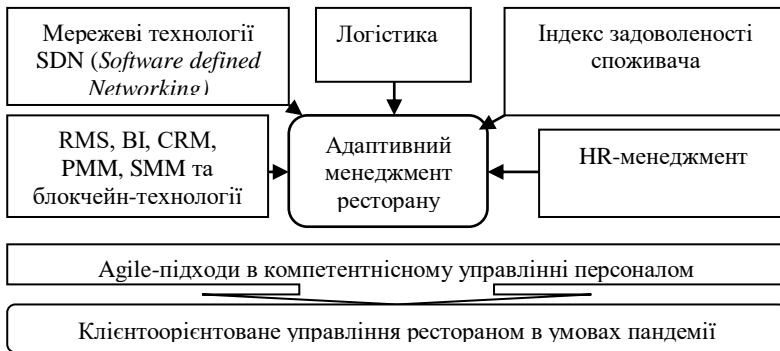 Мережеві технології
SDN (Software defined
Networking)
Логістика
Індекс задоволеності
споживача
RMS, BI, CRM,
PMM, SMM та
блокчейн-технології
Адаптивний
менеджмент
ресторану
HR-менеджмент
Agile-підходи в компетентнісному управлінні персоналом
Клієнтоорієнтоване управління рестораном в умовах пандемії